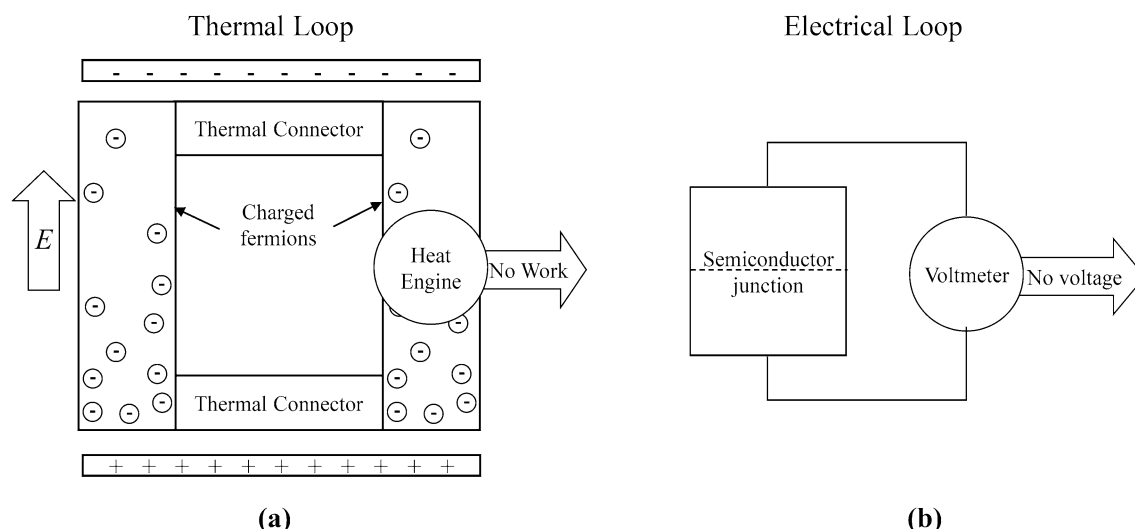 Thermal Loop
Electrical Loop
- - - - - - - - - -
Thermal Connector
E
Charged
fermions
Heat
Engine
No Work
Semiconductor
junction
Voltmeter
No voltage
Thermal Connector
+ + + + + + + + + + +
(a)
(b)